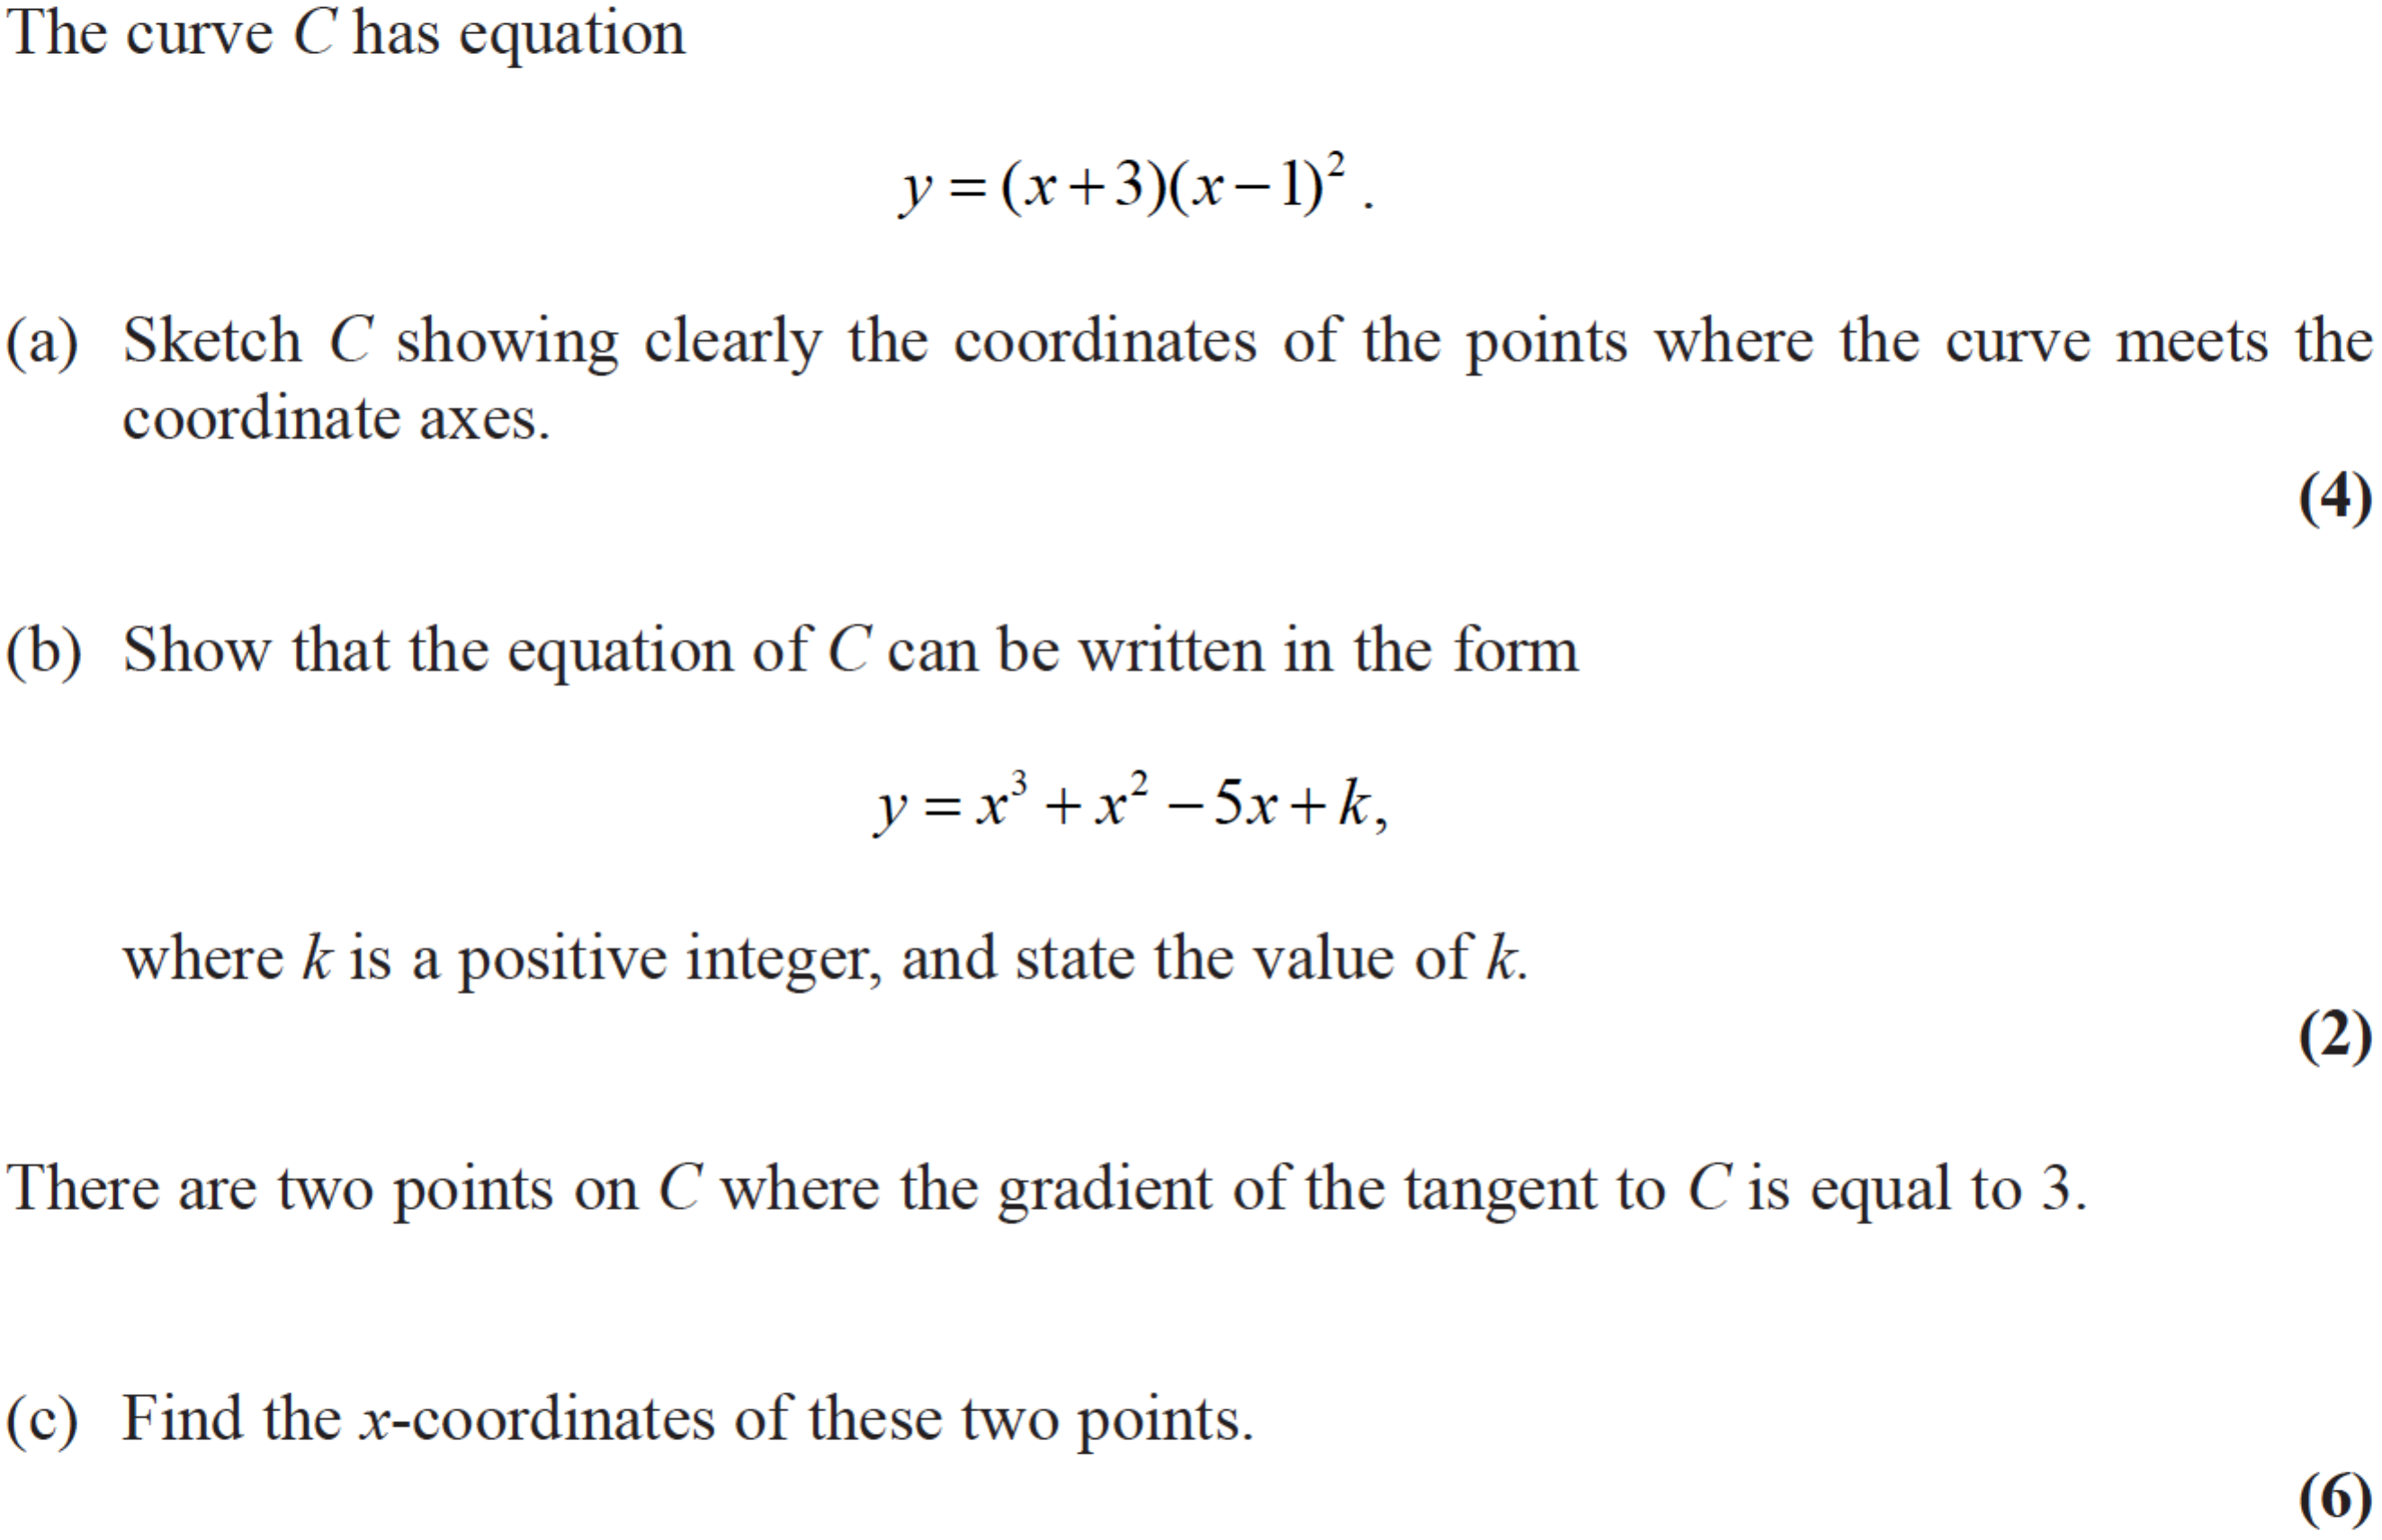 The curve C has equation
y = (x+3)(x−1)² .
(a) Sketch C showing clearly the coordinates of the points where the curve meets the
coordinate axes.
(4)
(b) Show that the equation of C can be written in the form
y = x³ + x² − 5x + k,
where k is a positive integer, and state the value of k.
(2)
There are two points on C where the gradient of the tangent to C is equal to 3.
(c) Find the x-coordinates of these two points.
(6)